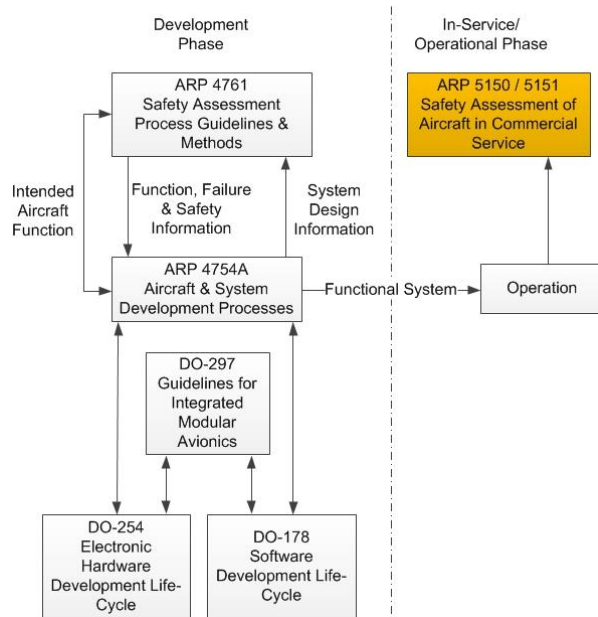 Development
Phase
In-Service/
Operational Phase
ARP 4761
Safety Assessment
Process Guidelines &
Methods
ARP 5150 / 5151
Safety Assessment of
Aircraft in Commercial
Service
Intended
Aircraft
Function
Function, Failure
& Safety
Information
System
Design
Information
ARP 4754A
Aircraft & System
Development Processes
Functional System
Operation
DO-297
Guidelines for
Integrated
Modular
Avionics
DO-254
Electronic
Hardware
Development Life-
Cycle
DO-178
Software
Development Life-
Cycle